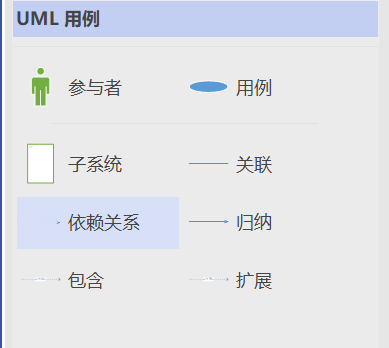 UML 用例
参与者 用例
子系统 关联
依赖关系 归纳
包含 扩展